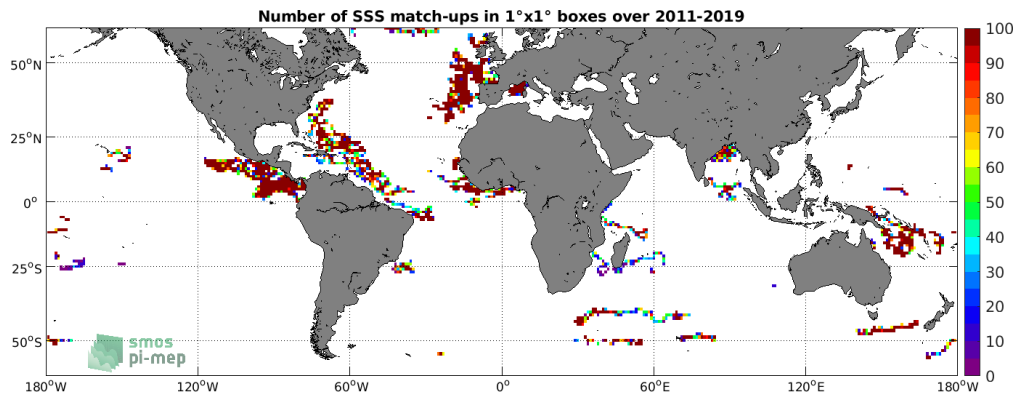 Number of SSS match-ups in 1°x1° boxes over 2011-2019
50°N
25°N
0°
25°S
50°S
180°W
120°W
60°W
0°
60°E
120°E
180°W
100
90
80
70
60
50
40
30
20
10
0
smos
pi-mep